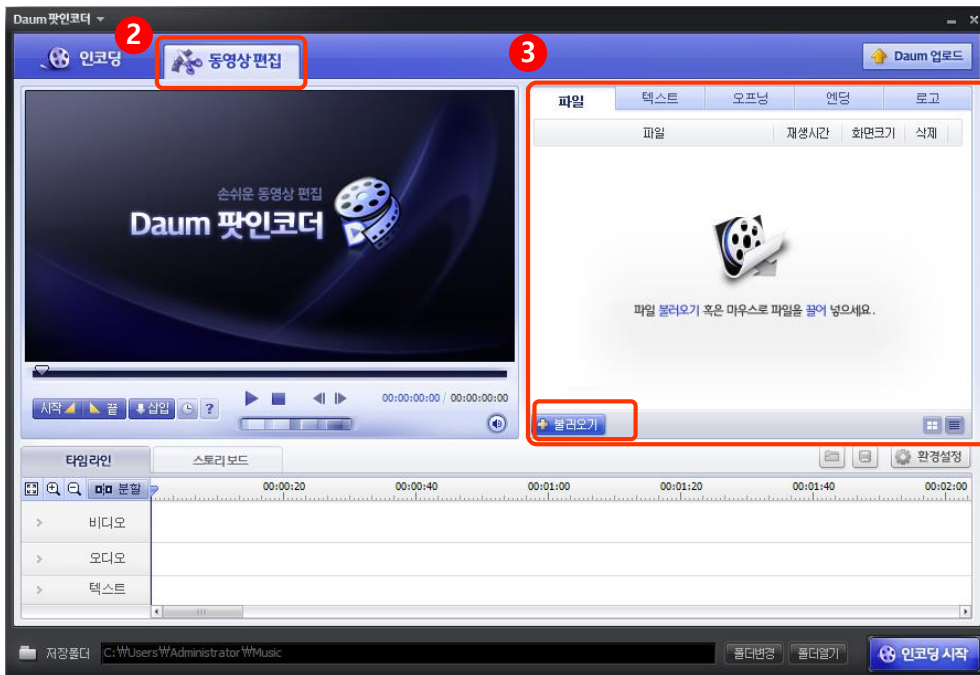 Daum 팟인코더
2
3
인코딩
동영상 편집
Daum 업로드
파일 텍스트 오프닝 엔딩 로고
파일 재생시간 화면크기 삭제
손쉬운 동영상 편집
Daum 팟인코더
파일 불러오기 혹은 마우스로 파일을 끌어 넣으세요.
시작 끝 삽입 ? 00:00:00:00 / 00:00:00:00
불러오기
타임라인 스토리보드 환경설정
분할 00:00:20 00:00:40 00:01:00 00:01:20 00:01:40 00:02:00
비디오
오디오
텍스트
저장폴더 C:₩Users₩Administrator₩Music 폴더변경 폴더열기 인코딩 시작